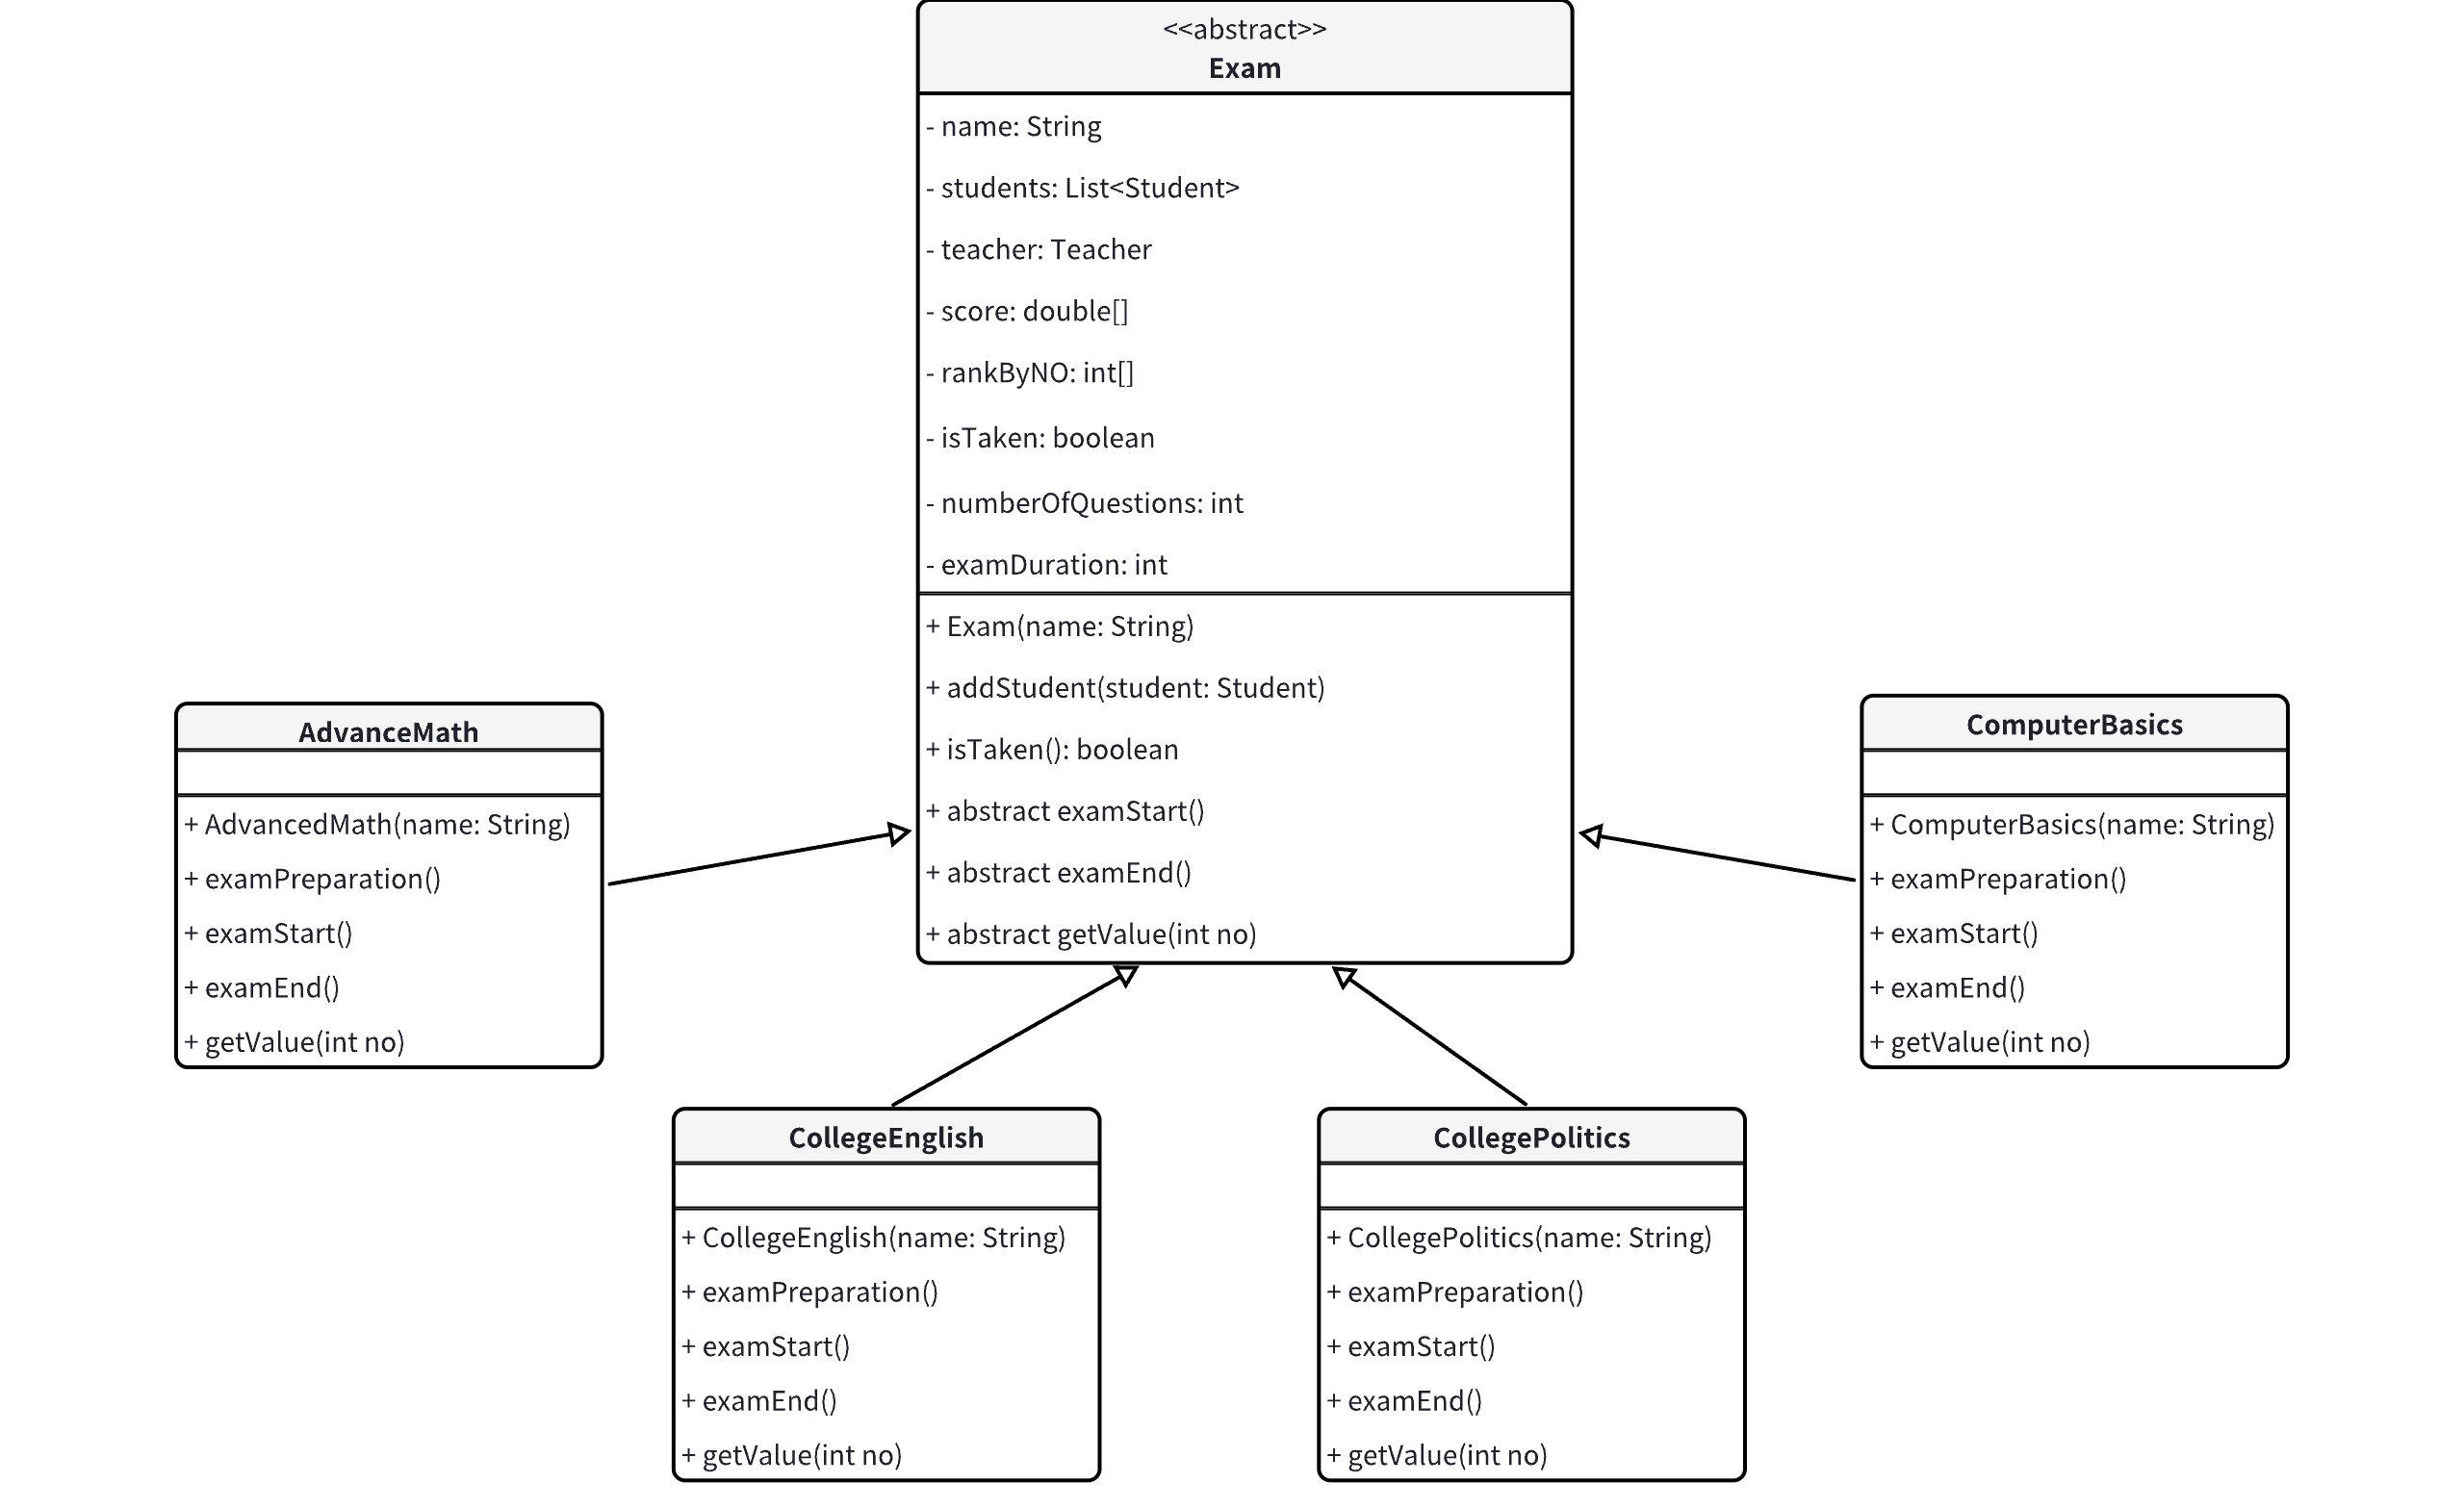 <<abstract>>
Exam
- name: String
- students: List<Student>
- teacher: Teacher
- score: double[]
- rankByNO: int[]
- isTaken: boolean
- numberOfQuestions: int
- examDuration: int
+ Exam(name: String)
+ addStudent(student: Student)
+ isTaken(): boolean
+ abstract examStart()
+ abstract examEnd()
+ abstract getValue(int no)
AdvanceMath
+ AdvancedMath(name: String)
+ examPreparation()
+ examStart()
+ examEnd()
+ getValue(int no)
ComputerBasics
+ ComputerBasics(name: String)
+ examPreparation()
+ examStart()
+ examEnd()
+ getValue(int no)
CollegeEnglish
+ CollegeEnglish(name: String)
+ examPreparation()
+ examStart()
+ examEnd()
+ getValue(int no)
CollegePolitics
+ CollegePolitics(name: String)
+ examPreparation()
+ examStart()
+ examEnd()
+ getValue(int no)